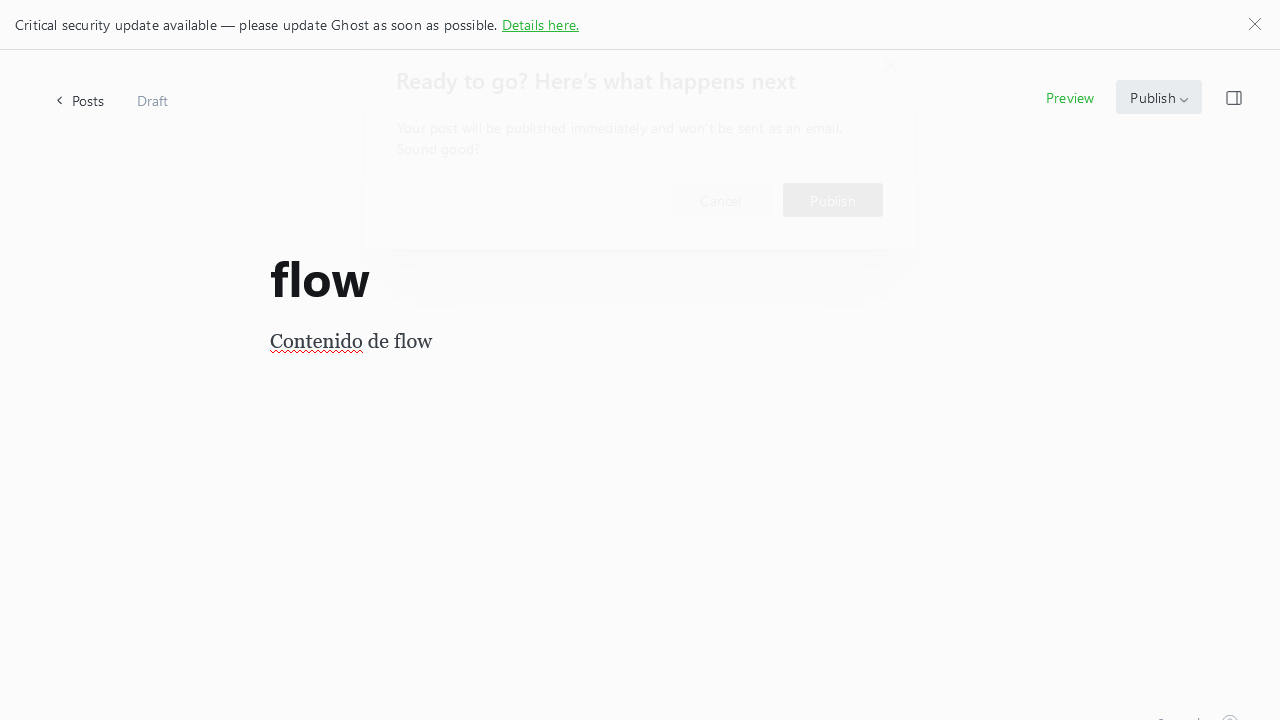 Critical security update available — please update Ghost as soon as possible. Details here.
Ready to go? Here's what happens next
Posts
Draft
Preview
Publish
Your post will be published immediately and won't be sent as an email.
Sound good?
Cancel
Publish
flow
Contenido de flow